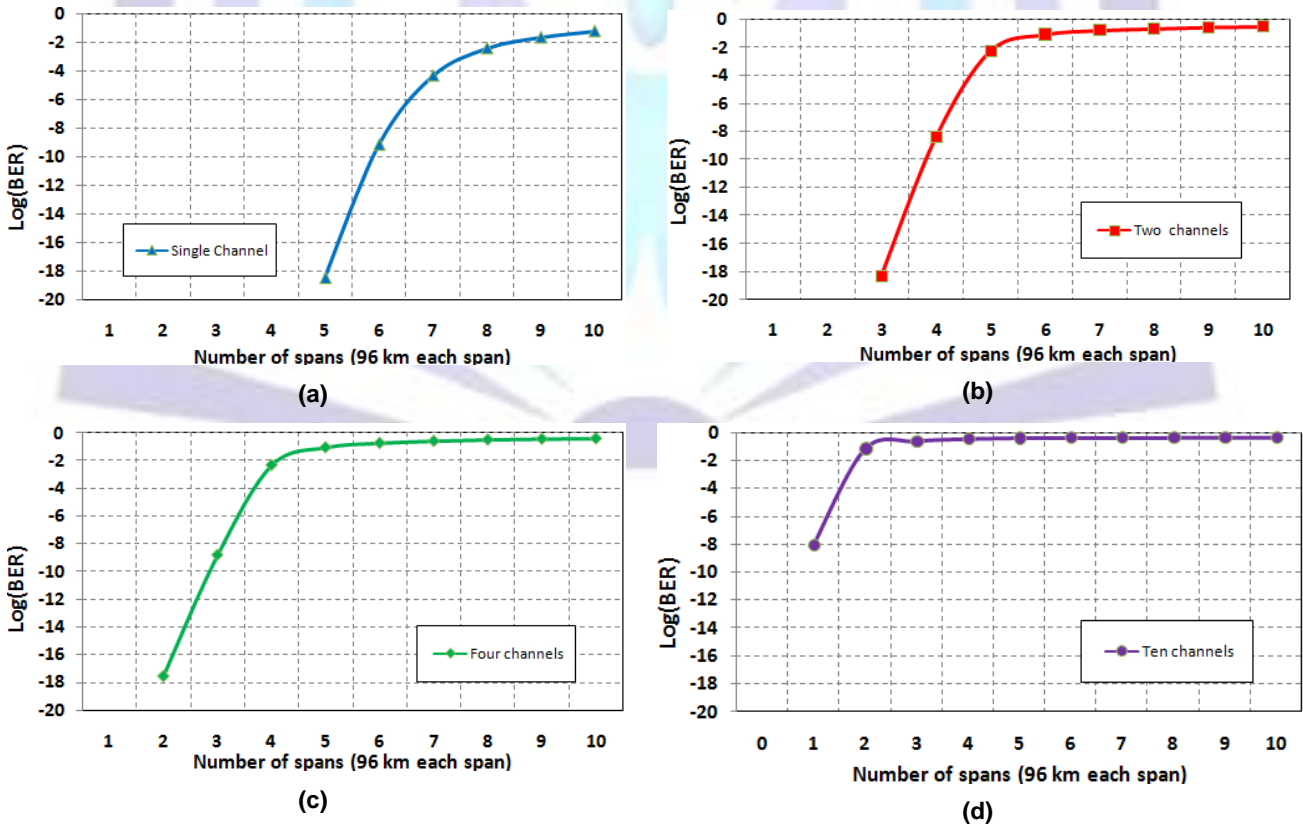 0
-2
-4
-6
-8
-10
-12
-14
-16
-18
-20
Log(BER)
Single Channel
1 2 3 4 5 6 7 8 9 10
Number of spans (96 km each span)
(a)
0
-2
-4
-6
-8
-10
-12
-14
-16
-18
-20
Log(BER)
Two channels
1 2 3 4 5 6 7 8 9 10
Number of spans (96 km each span)
(b)
0
-2
-4
-6
-8
-10
-12
-14
-16
-18
-20
Log(BER)
Four channels
1 2 3 4 5 6 7 8 9 10
Number of spans (96 km each span)
(c)
0
-2
-4
-6
-8
-10
-12
-14
-16
-18
-20
Log(BER)
Ten channels
0 1 2 3 4 5 6 7 8 9 10
Number of spans (96 km each span)
(d)